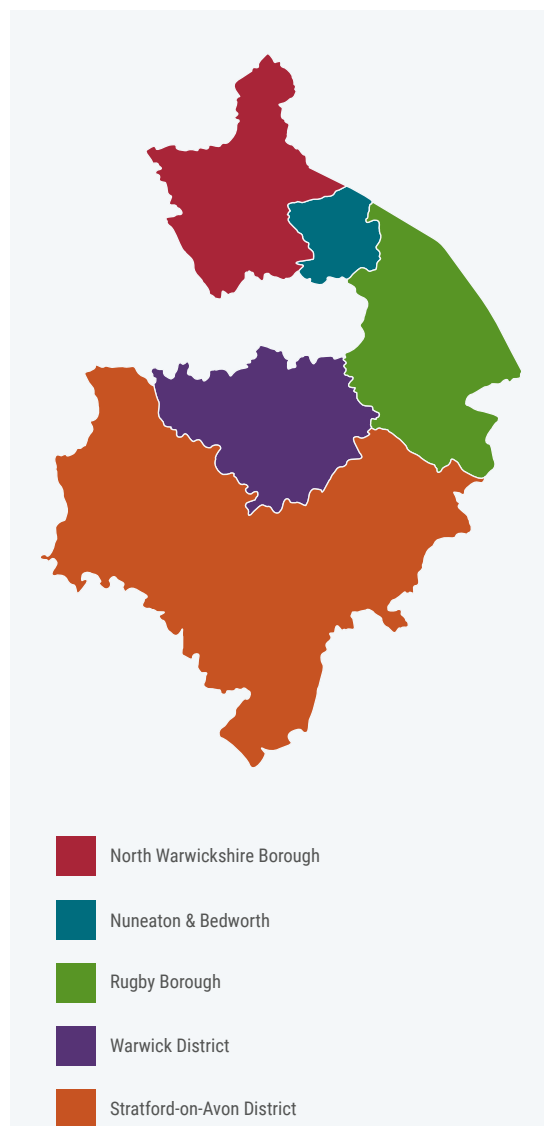 North Warwickshire Borough
Nuneaton & Bedworth
Rugby Borough
Warwick District
Stratford-on-Avon District